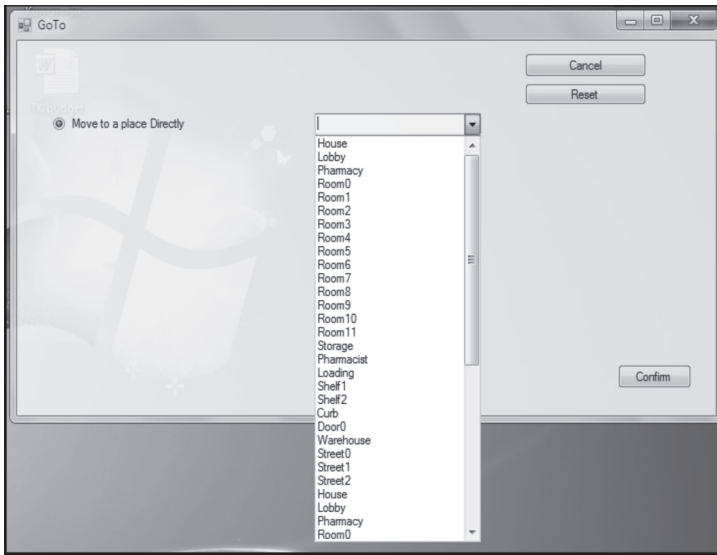 GoTo
Cancel
Reset
Move to a place Directly
House
Lobby
Pharmacy
Room0
Room1
Room2
Room3
Room4
Room5
Room6
Room7
Room8
Room9
Room10
Room11
Storage
Pharmacist
Loading
Shelf1
Shelf2
Curb
Door0
Warehouse
Street0
Street1
Street2
House
Lobby
Pharmacy
Room0
Confirm